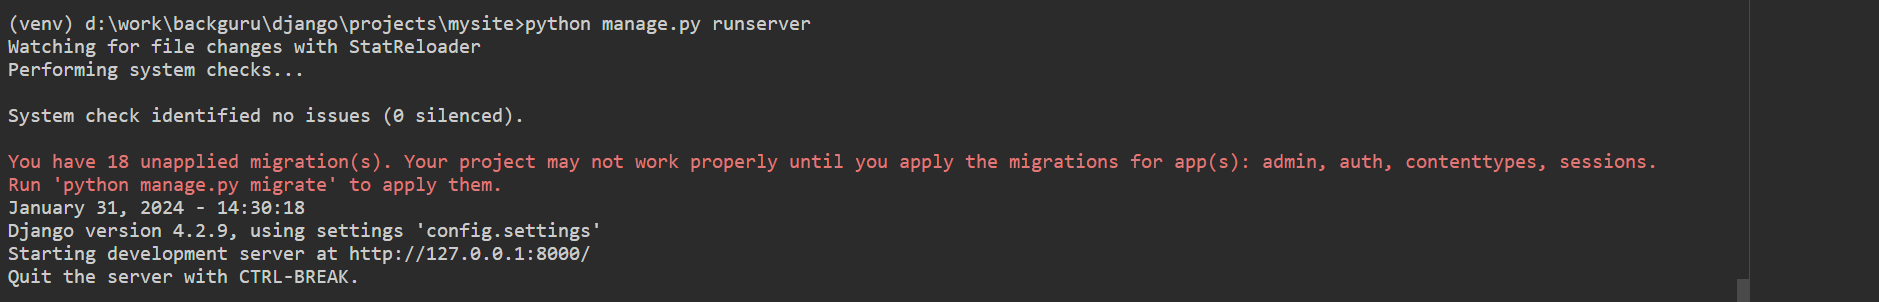 (venv) d:\work\backguru\django\projects\mysite>python manage.py runserver
Watching for file changes with StatReloader
Performing system checks...
System check identified no issues (0 silenced).
You have 18 unapplied migration(s). Your project may not work properly until you apply the migrations for app(s): admin, auth, contenttypes, sessions.
Run 'python manage.py migrate' to apply them.
January 31, 2024 - 14:30:18
Django version 4.2.9, using settings 'config.settings'
Starting development server at http://127.0.0.1:8000/
Quit the server with CTRL-BREAK.